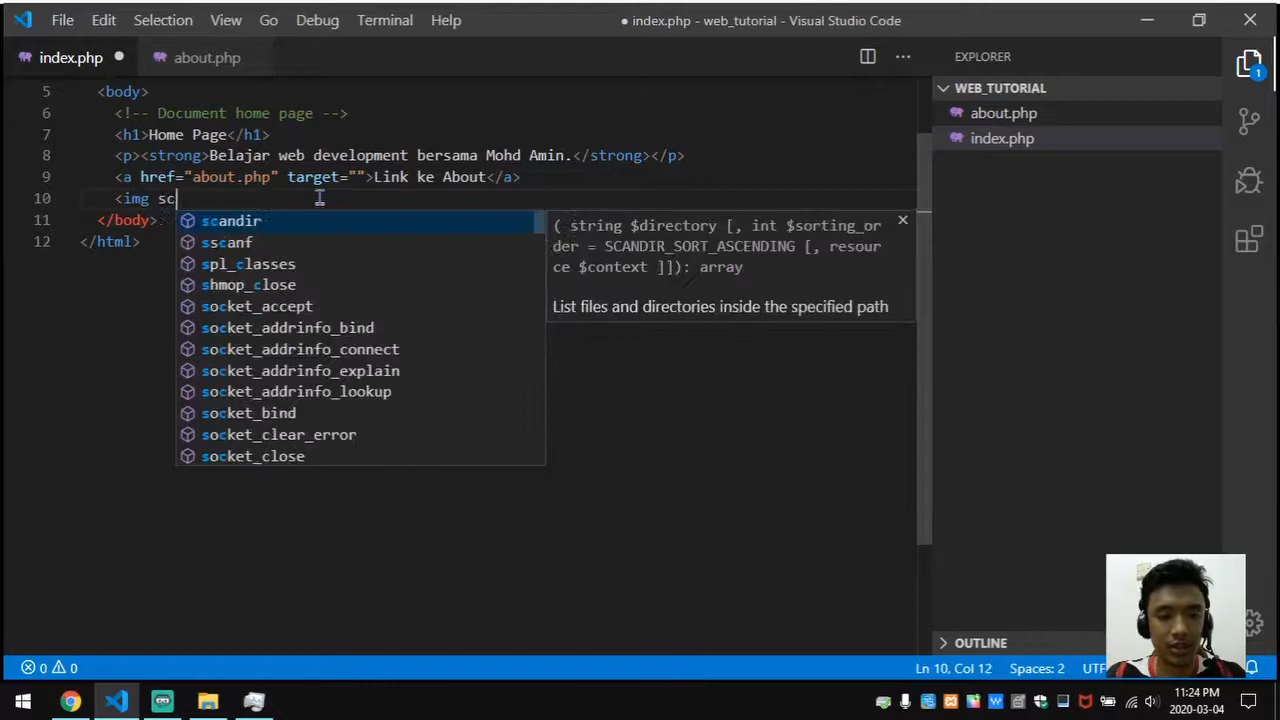 File Edit Selection View Go Debug Terminal Help ● index.php - web_tutorial - Visual Studio Code
index.php about.php EXPLORER
WEB_TUTORIAL
about.php
index.php
5 <body>
6 <!-- Document home page -->
7 <h1>Home Page</h1>
8 <p><strong>Belajar web development bersama Mohd Amin.</strong></p>
9 <a href="about.php" target="">Link ke About</a>
10 <img sc
11 </body>
12 </html>
scandir
sscanf
spl_classes
shmop_close
socket_accept
socket_addrinfo_bind
socket_addrinfo_connect
socket_addrinfo_explain
socket_addrinfo_lookup
socket_bind
socket_clear_error
socket_close
( string $directory [, int $sorting_or
der = SCANDIR_SORT_ASCENDING [, resour
ce $context ]]): array
List files and directories inside the specified path
1
OUTLINE
0 0 Ln 10, Col 12 Spaces: 2 UTF
11:24 PM
2020-03-04